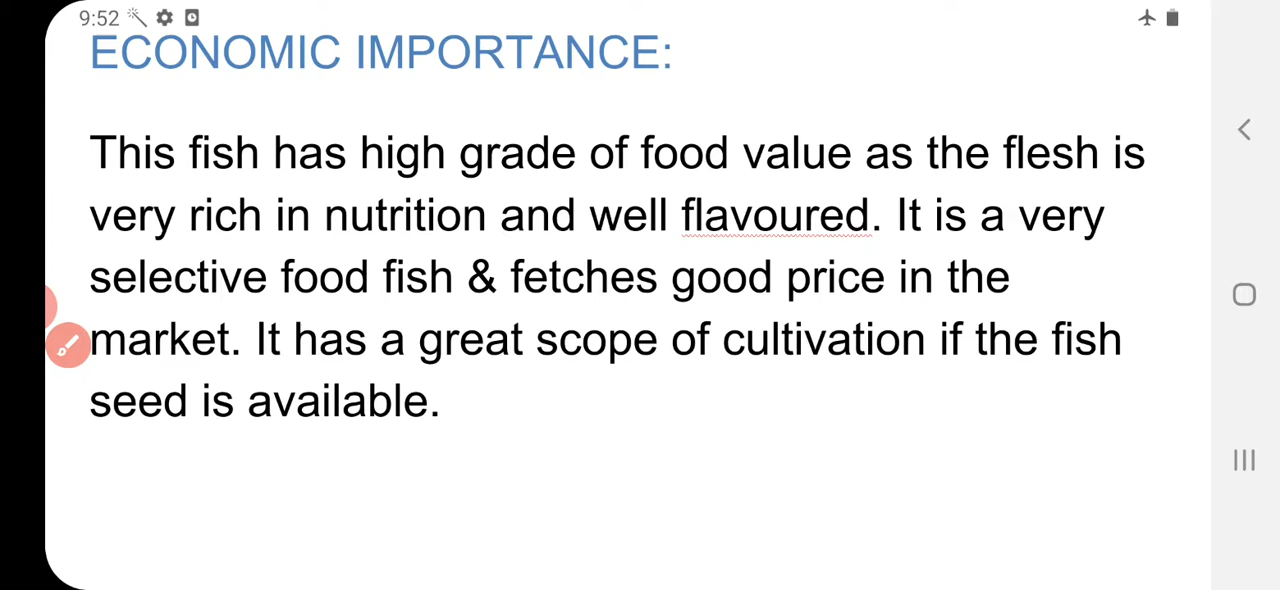 9:52
ECONOMIC IMPORTANCE:
This fish has high grade of food value as the flesh is
very rich in nutrition and well flavoured. It is a very
selective food fish & fetches good price in the
market. It has a great scope of cultivation if the fish
seed is available.